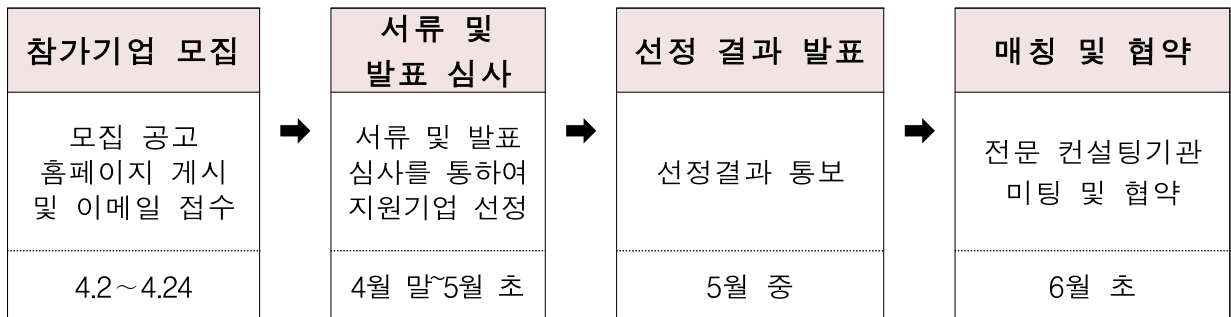 참가기업 모집
모집 공고
홈페이지 게시
및 이메일 접수
4.2~4.24
서류 및
발표 심사
서류 및 발표
심사를 통하여
지원기업 선정
4월 말~5월 초
선정 결과 발표
선정결과 통보
5월 중
매칭 및 협약
전문 컨설팅기관
미팅 및 협약
6월 초